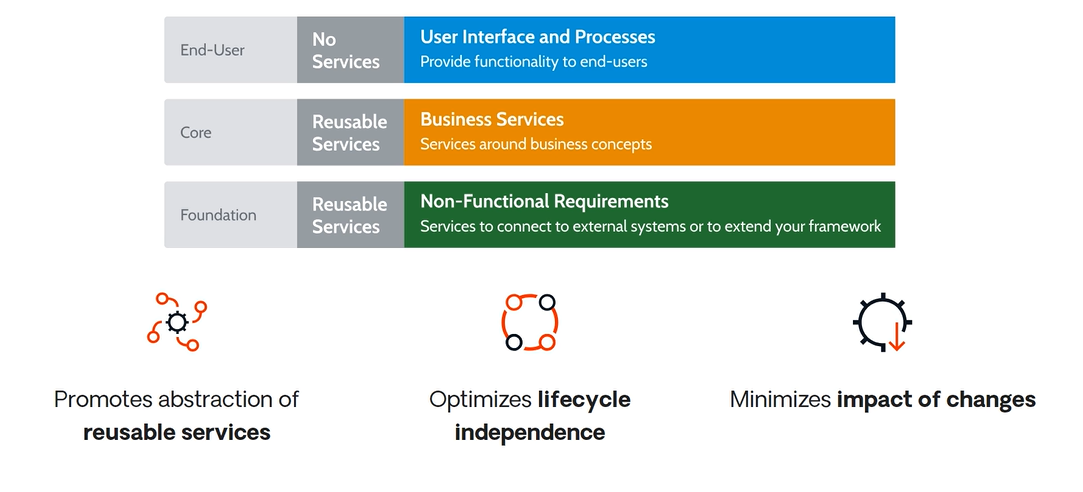 End-User
No
Services
User Interface and Processes
Provide functionality to end-users
Core
Reusable
Services
Business Services
Services around business concepts
Foundation
Reusable
Services
Non-Functional Requirements
Services to connect to external systems or to extend your framework
Promotes abstraction of
reusable services
Optimizes lifecycle
independence
Minimizes impact of changes